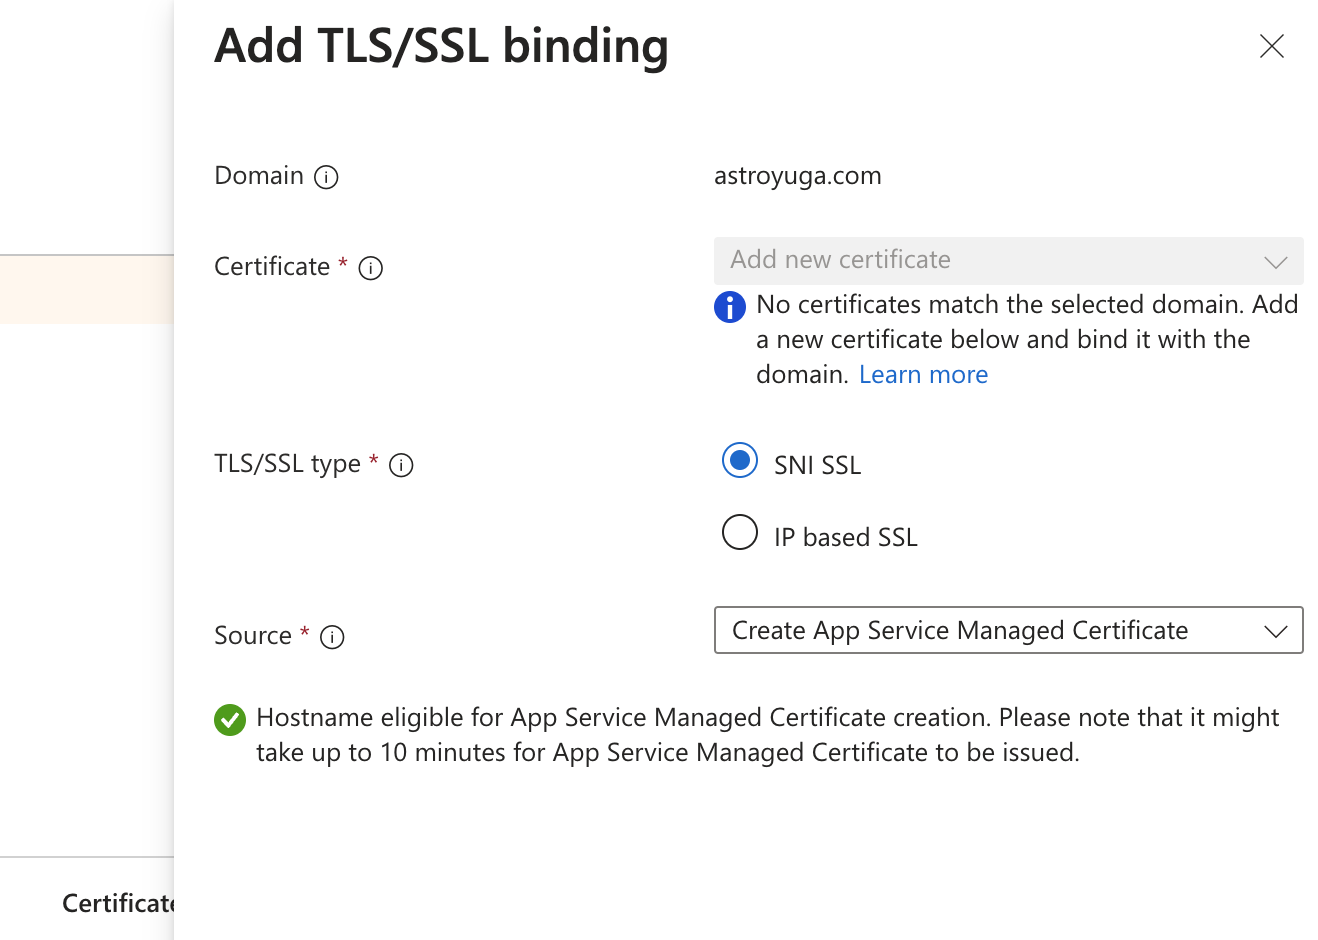 Add TLS/SSL binding
Domain
astroyuga.com
Certificate *
Add new certificate
No certificates match the selected domain. Add
a new certificate below and bind it with the
domain. Learn more
TLS/SSL type *
SNI SSL
IP based SSL
Source *
Create App Service Managed Certificate
Hostname eligible for App Service Managed Certificate creation. Please note that it might
take up to 10 minutes for App Service Managed Certificate to be issued.
Certificate